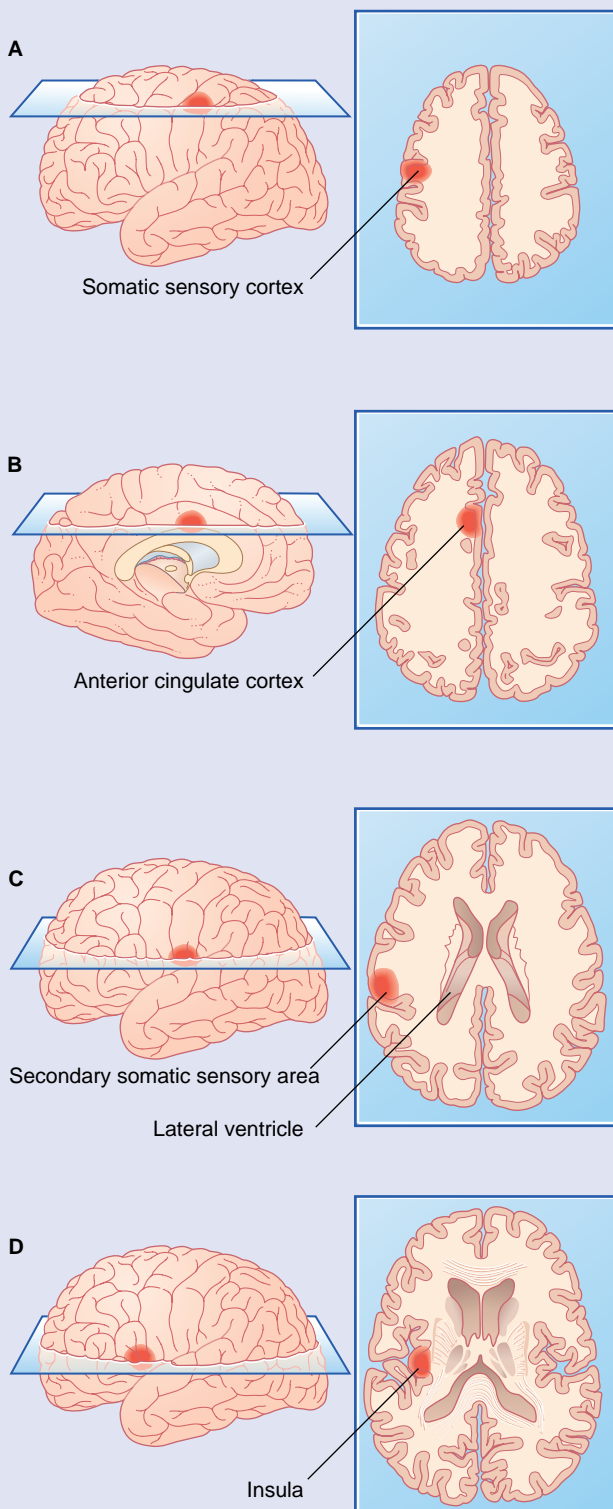 A
Somatic sensory cortex
B
Anterior cingulate cortex
C
Secondary somatic sensory area
Lateral ventricle
D
Insula